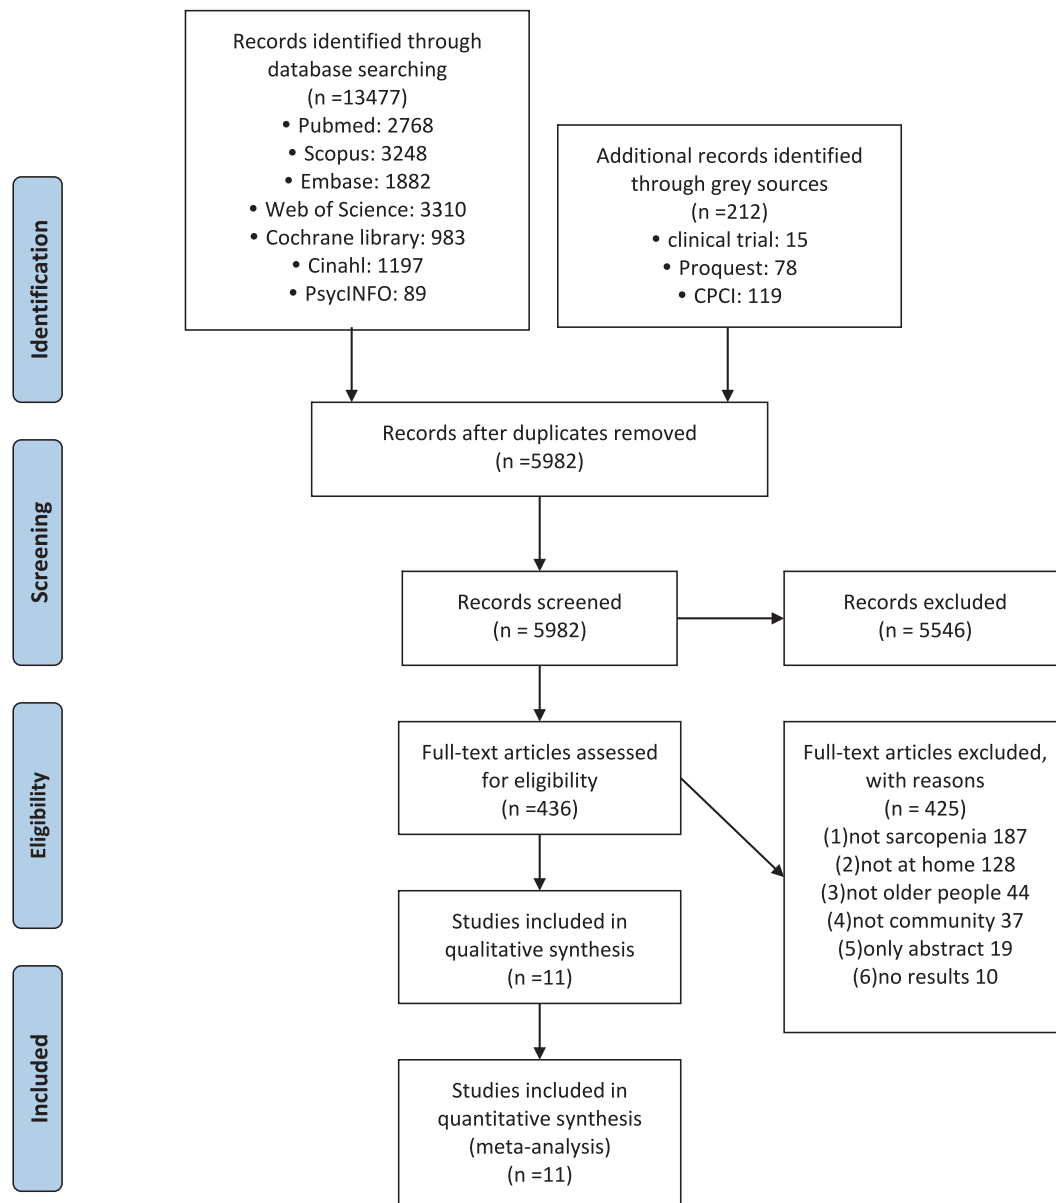 Records identified through
database searching
(n =13477)
• Pubmed: 2768
• Scopus: 3248
• Embase: 1882
• Web of Science: 3310
• Cochrane library: 983
• Cinahl: 1197
• PsycINFO: 89
Additional records identified
through grey sources
(n =212)
• clinical trial: 15
• Proquest: 78
• CPCI: 119
Identification
Records after duplicates removed
(n =5982)
Screening
Records screened
(n = 5982)
Records excluded
(n = 5546)
Eligibility
Full-text articles assessed
for eligibility
(n =436)
Full-text articles excluded,
with reasons
(n = 425)
(1)not sarcopenia 187
(2)not at home 128
(3)not older people 44
(4)not community 37
(5)only abstract 19
(6)no results 10
Studies included in
qualitative synthesis
(n =11)
Included
Studies included in
quantitative synthesis
(meta-analysis)
(n =11)